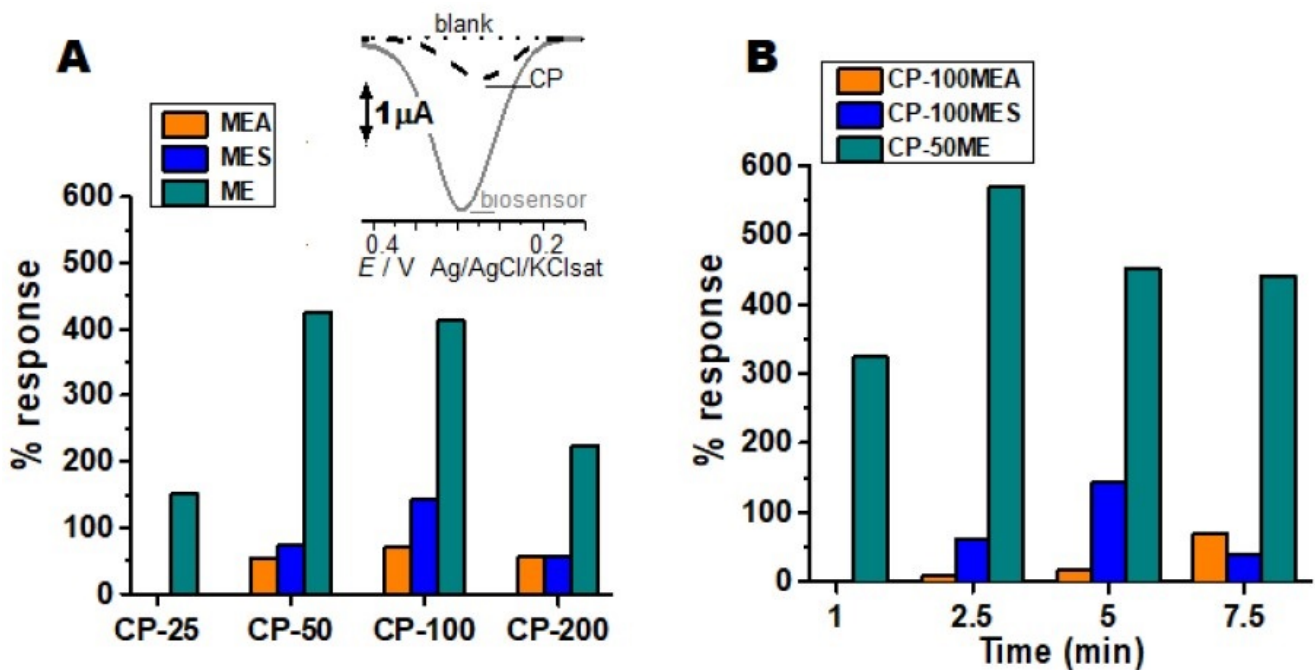 A
blank
CP
1μA
biosensor
0.4 0.2
E / V Ag/AgCl/KClsat
MEA
MES
ME
600
500
400
300
200
100
0
% response
CP-25 CP-50 CP-100 CP-200
B
CP-100MEA
CP-100MES
CP-50ME
600
500
400
300
200
100
0
% response
1 2.5 5 7.5
Time (min)